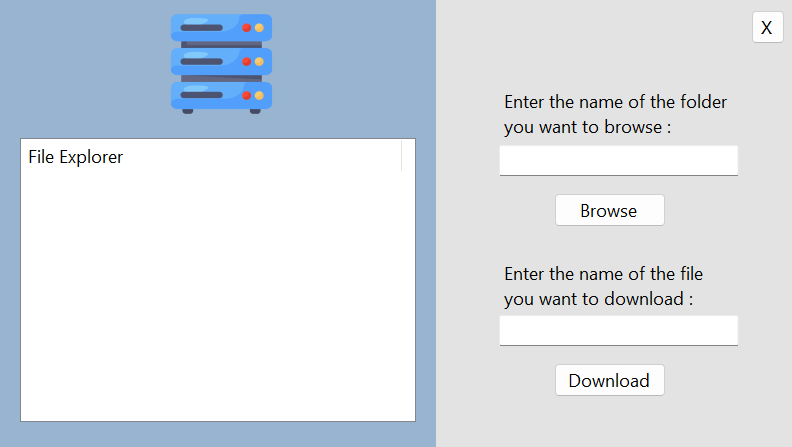 X
File Explorer
Enter the name of the folder
you want to browse :
Browse
Enter the name of the file
you want to download :
Download